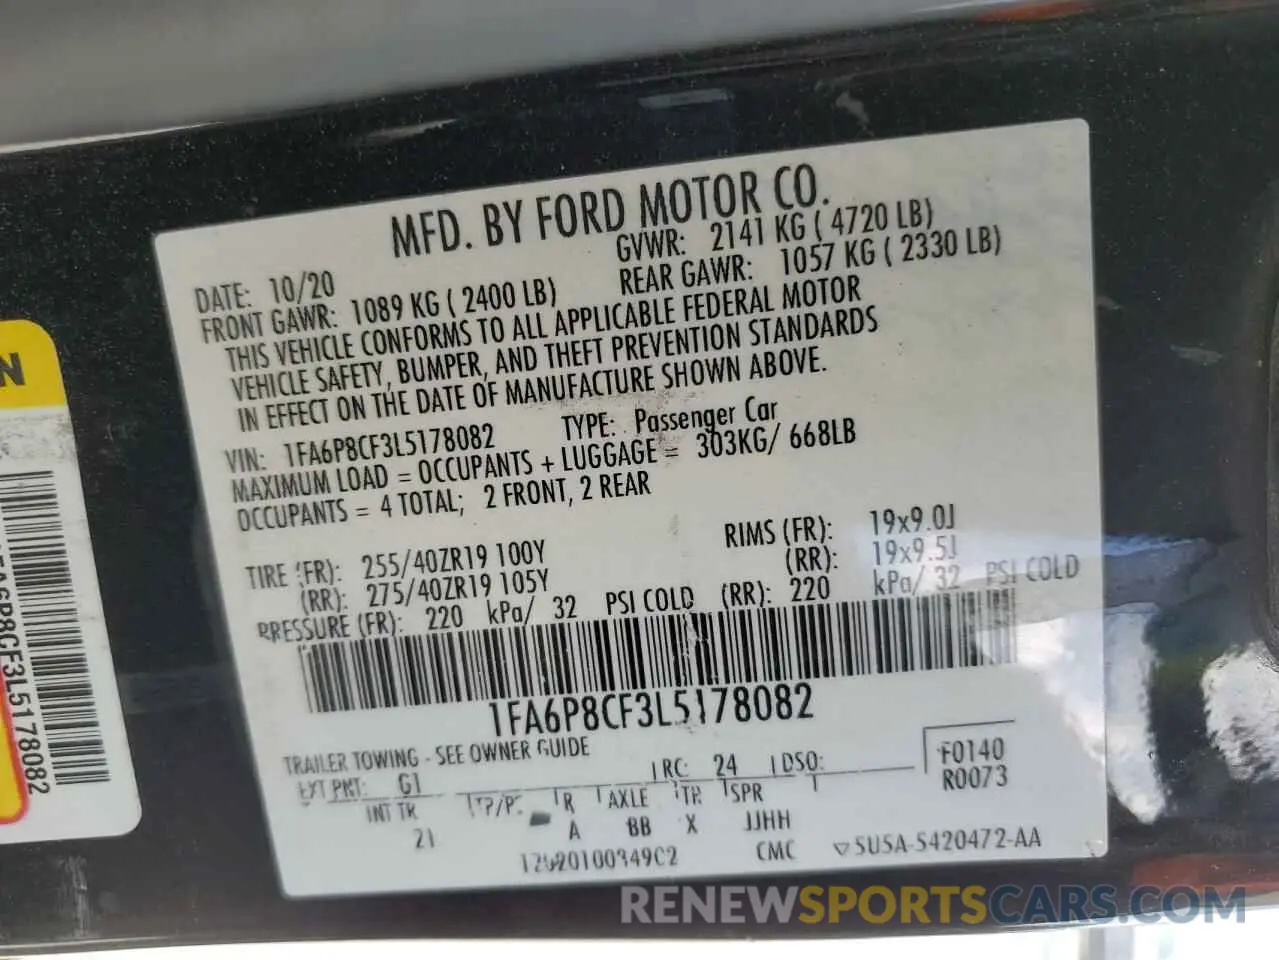 MFD. BY FORD MOTOR CO.
DATE: 10/20
GVWR: 2141 KG ( 4720 LB)
FRONT GAWR: 1089 KG ( 2400 LB)
REAR GAWR: 1057 KG ( 2330 LB)
THIS VEHICLE CONFORMS TO ALL APPLICABLE FEDERAL MOTOR
VEHICLE SAFETY, BUMPER, AND THEFT PREVENTION STANDARDS
IN EFFECT ON THE DATE OF MANUFACTURE SHOWN ABOVE.
VIN: 1FA6P8CF3L5178082 TYPE: Passenger Car
MAXIMUM LOAD = OCCUPANTS + LUGGAGE = 303KG/ 668LB
OCCUPANTS = 4 TOTAL; 2 FRONT, 2 REAR
TIRE (FR): 255/40ZR19 100Y RIMS (FR): 19x9.0J
(RR): 275/40ZR19 105Y (RR): 19x9.5J
PRESSURE (FR): 220 kPa/ 32 PSI COLD (RR): 220 kPa/ 32 PSI COLD
1FA6P8CF3L5178082
TRAILER TOWING - SEE OWNER GUIDE
EXT PNT: G1 RC: 24 DSO:
F0140
R0073
INT TR TP/PS R AXLE TR SPR
21 A BB X JJHH
CMC 5U5A-5420472-AA
N
1FA6P8CF3L5178082
RENEWSPORTSCARS.COM